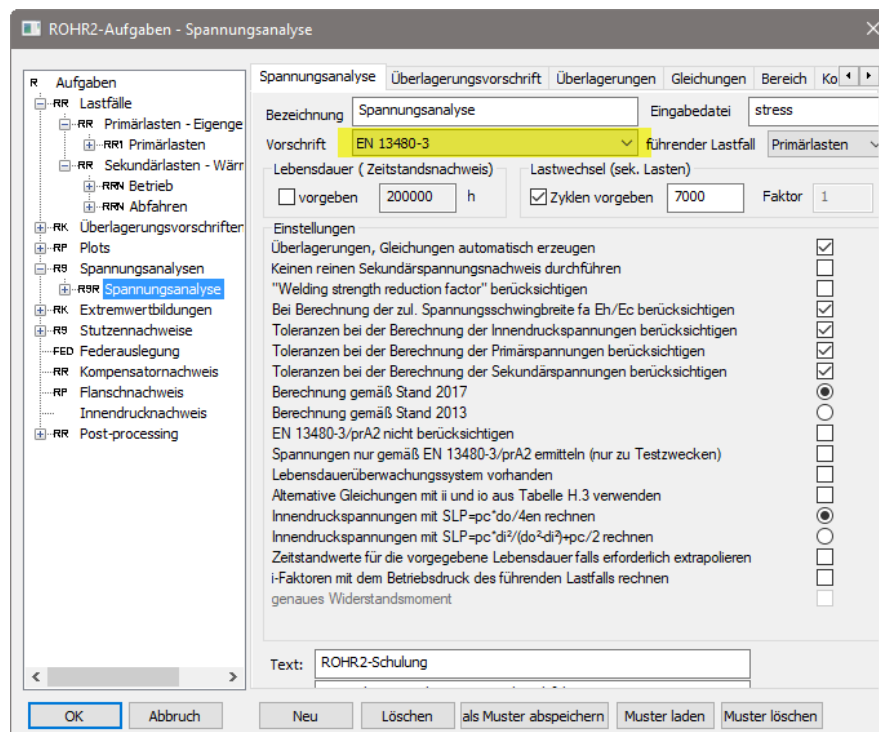 ROHR2-Aufgaben - Spannungsanalyse
R Aufgaben
RR Lastfälle
RR Primärlasten - Eigenge
RR1 Primärlasten
RR Sekundärlasten - Wärr
RRN Betrieb
RRN Abfahren
RK Überlagerungsvorschrifter
RP Plots
R9 Spannungsanalysen
R9R Spannungsanalyse
RK Extremwertbildungen
R9 Stutzennachweise
FED Federauslegung
RR Kompensatornachweis
RP Flanschnachweis
Innendrucknachweis
RR Post-processing
Spannungsanalyse Überlagerungsvorschrift Überlagerungen Gleichungen Bereich Ko
Bezeichnung Spannungsanalyse Eingabedatei stress
Vorschrift EN 13480-3 führender Lastfall Primärlasten
Lebensdauer ( Zeitstandsnachweis) Lastwechsel (sek. Lasten)
vorgeben 200000 h Zyklen vorgeben 7000 Faktor 1
Einstellungen
Überlagerungen, Gleichungen automatisch erzeugen
Keinen reinen Sekundärspannungsnachweis durchführen
"Welding strength reduction factor" berücksichtigen
Bei Berechnung der zul. Spannungsschwingbreite fa Eh/Ec berücksichtigen
Toleranzen bei der Berechnung der Innendruckspannungen berücksichtigen
Toleranzen bei der Berechnung der Primärspannungen berücksichtigen
Toleranzen bei der Berechnung der Sekundärspannungen berücksichtigen
Berechnung gemäß Stand 2017
Berechnung gemäß Stand 2013
EN 13480-3/prA2 nicht berücksichtigen
Spannungen nur gemäß EN 13480-3/prA2 ermitteln (nur zu Testzwecken)
Lebensdauerüberwachungssystem vorhanden
Alternative Gleichungen mit ii und io aus Tabelle H.3 verwenden
Innendruckspannungen mit SLP=pc*do/4en rechnen
Innendruckspannungen mit SLP=pc*di²/(do²-di²)+pc/2 rechnen
Zeitstandwerte für die vorgegebene Lebensdauer falls erforderlich extrapolieren
i-Faktoren mit dem Betriebsdruck des führenden Lastfalls rechnen
genaues Widerstandsmoment
Text: ROHR2-Schulung
OK Abbruch Neu Löschen als Muster abspeichern Muster laden Muster löschen